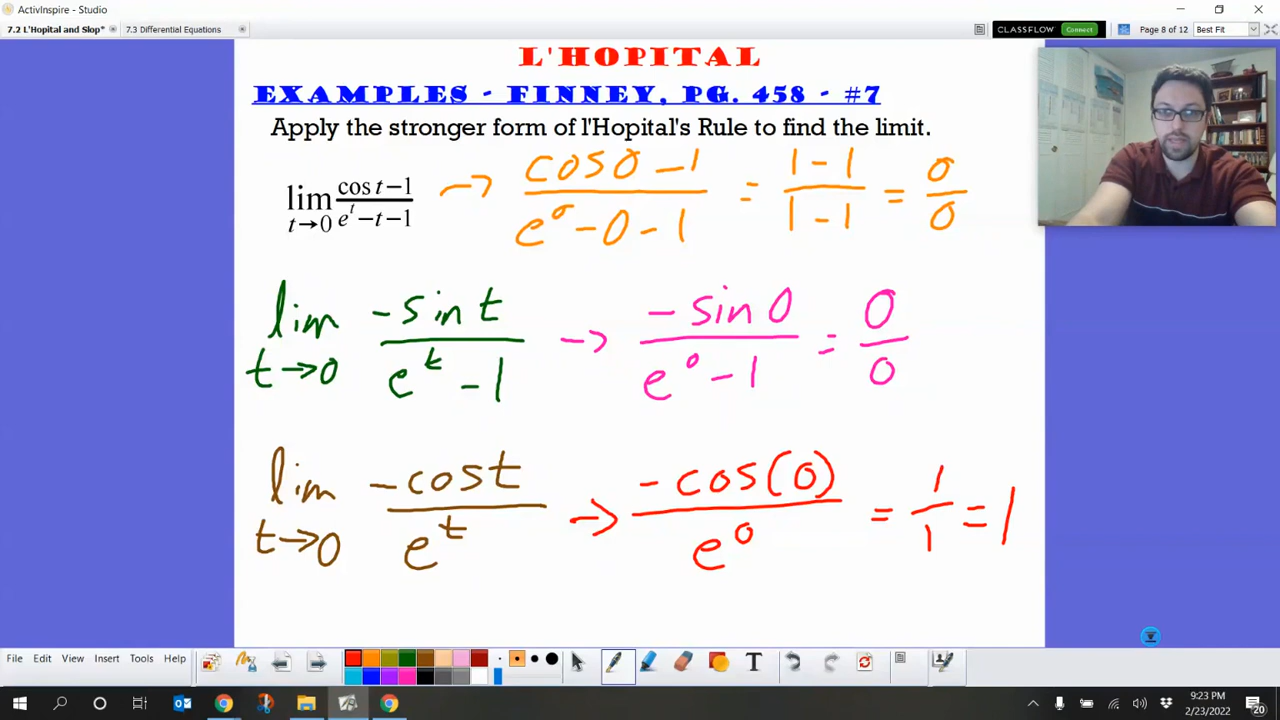 ActivInspire - Studio
7.2 L'Hopital and Slop* 7.3 Differential Equations CLASSFLOW Connect Page 8 of 12 Best Fit
L'HOPITAL
EXAMPLES - FINNEY, PG. 458 - #7
Apply the stronger form of l'Hopital's Rule to find the limit.
lim t→0 (cos t−1)/(e^t−t−1) → (cos0 − 1)/(e^0 − 0 − 1) = (1 − 1)/(1 − 1) = 0/0
lim t→0 (−sin t)/(e^t − 1) → (−sin 0)/(e^0 − 1) = 0/0
lim t→0 (−cos t)/(e^t) → (−cos(0))/(e^0) = 1/1 = 1
File Edit View Insert Tools Help
T
9:23 PM
2/23/2022
20